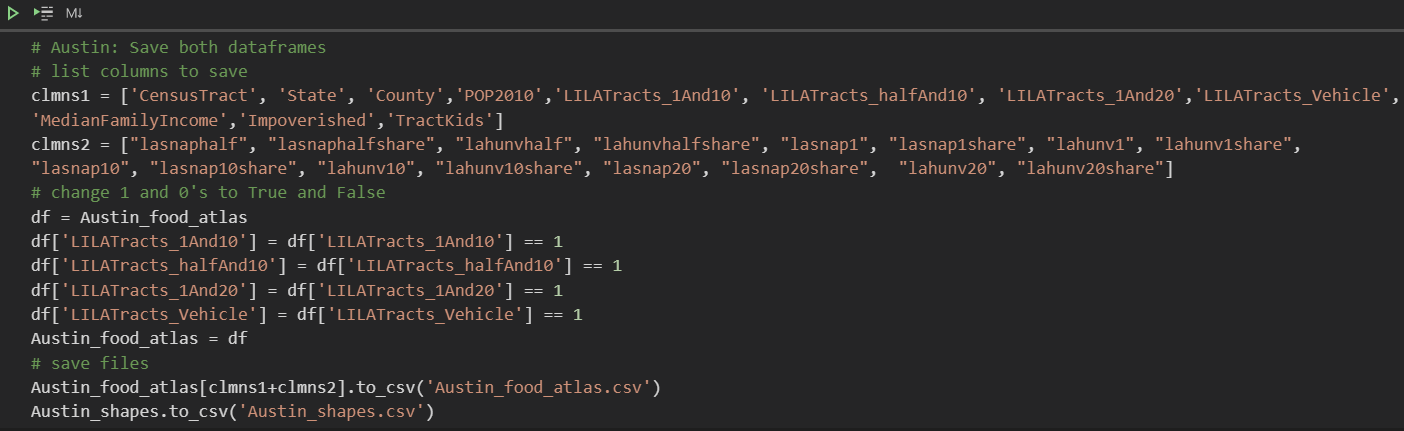 M↓
# Austin: Save both dataframes
# list columns to save
clmns1 = ['CensusTract', 'State', 'County','POP2010','LILATracts_1And10', 'LILATracts_halfAnd10', 'LILATracts_1And20','LILATracts_Vehicle',
'MedianFamilyIncome','Impoverished','TractKids']
clmns2 = ["lasnaphalf", "lasnaphalfshare", "lahunvhalf", "lahunvhalfshare", "lasnap1", "lasnap1share", "lahunv1", "lahunv1share",
"lasnap10", "lasnap10share", "lahunv10", "lahunv10share", "lasnap20", "lasnap20share",  "lahunv20", "lahunv20share"]
# change 1 and 0's to True and False
df = Austin_food_atlas
df['LILATracts_1And10'] = df['LILATracts_1And10'] == 1
df['LILATracts_halfAnd10'] = df['LILATracts_halfAnd10'] == 1
df['LILATracts_1And20'] = df['LILATracts_1And20'] == 1
df['LILATracts_Vehicle'] = df['LILATracts_Vehicle'] == 1
Austin_food_atlas = df
# save files
Austin_food_atlas[clmns1+clmns2].to_csv('Austin_food_atlas.csv')
Austin_shapes.to_csv('Austin_shapes.csv')